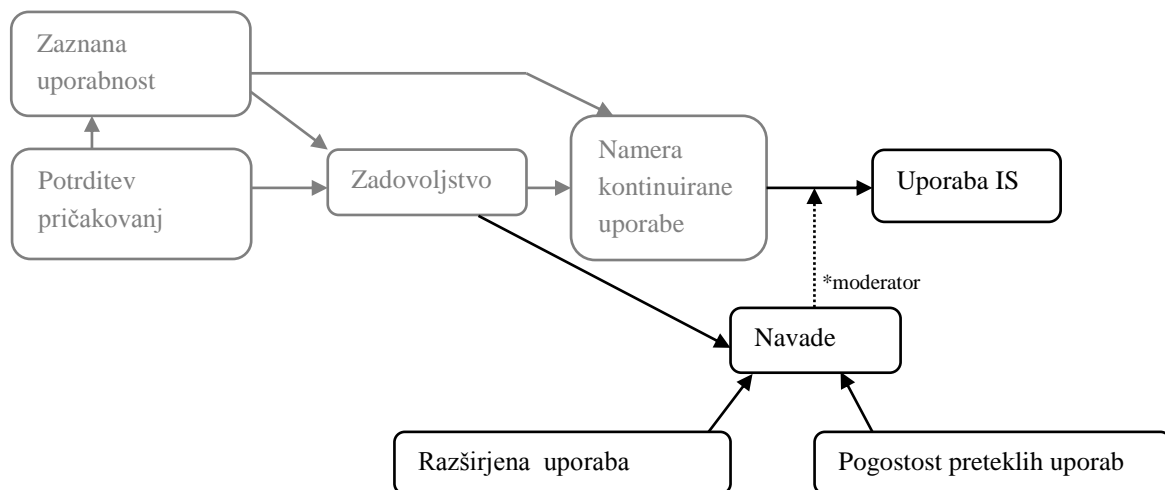 Zaznana
uporabnost
Potrditev
pričakovanj
Zadovoljstvo
Namera
kontinuirane
uporabe
Uporaba IS
*moderator
Navade
Razširjena  uporaba
Pogostost preteklih uporab